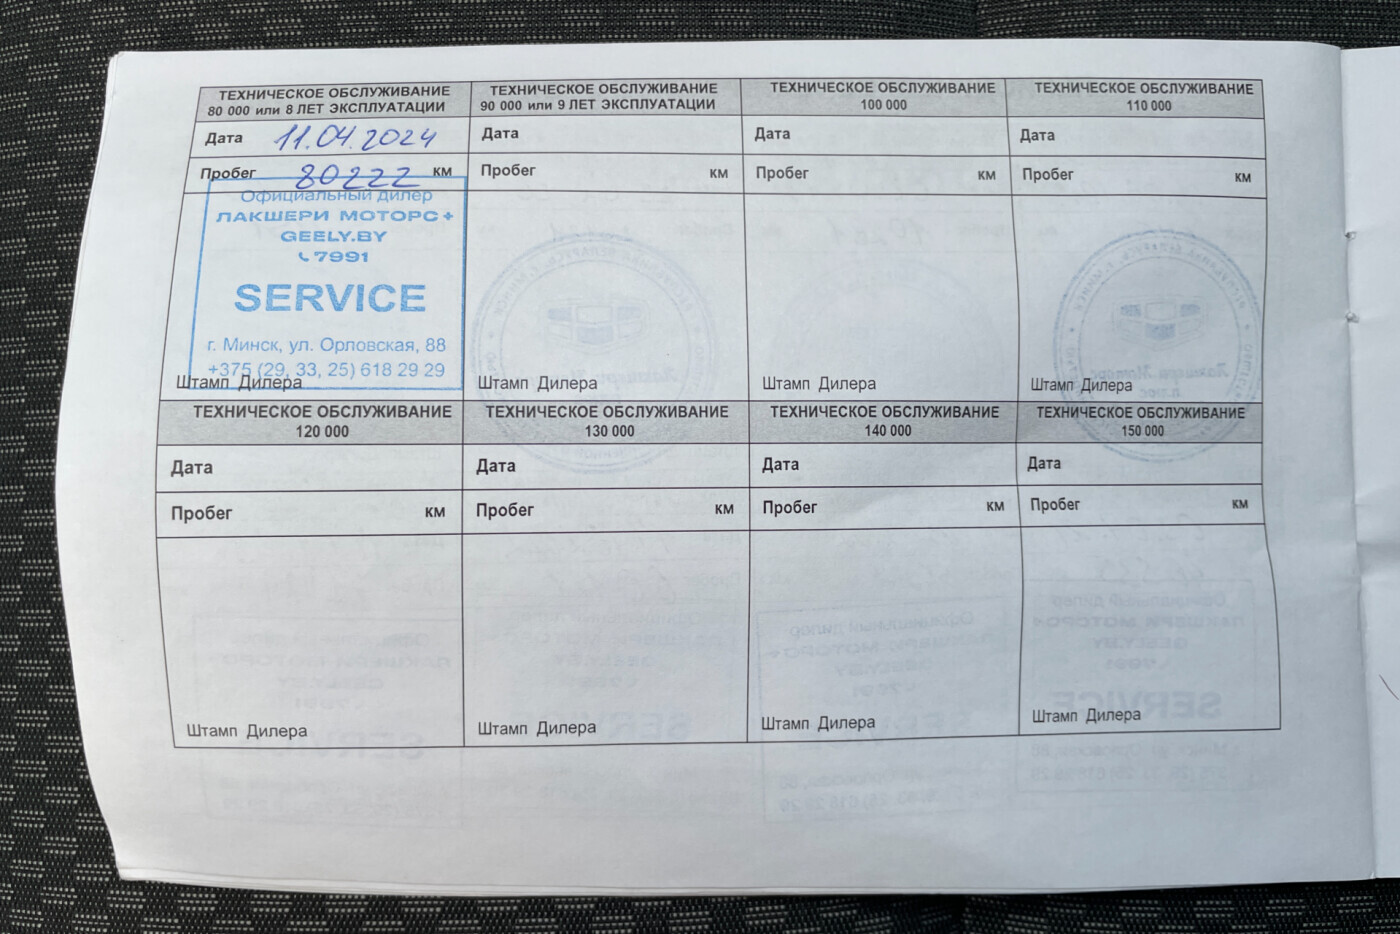 ТЕХНИЧЕСКОЕ ОБСЛУЖИВАНИЕ
80 000 или 8 ЛЕТ ЭКСПЛУАТАЦИИ
Дата 11.04.2024
Пробег 80222 км
Официальный дилер
ЛАКШЕРИ МОТОРС+
GEELY.BY
7991
SERVICE
г. Минск, ул. Орловская, 88
+375 (29, 33, 25) 618 29 29
Штамп Дилера
ТЕХНИЧЕСКОЕ ОБСЛУЖИВАНИЕ
90 000 или 9 ЛЕТ ЭКСПЛУАТАЦИИ
Дата
Пробег км
Штамп Дилера
ТЕХНИЧЕСКОЕ ОБСЛУЖИВАНИЕ
100 000
Дата
Пробег км
Штамп Дилера
ТЕХНИЧЕСКОЕ ОБСЛУЖИВАНИЕ
110 000
Дата
Пробег км
Штамп Дилера
ТЕХНИЧЕСКОЕ ОБСЛУЖИВАНИЕ
120 000
Дата
Пробег км
Штамп Дилера
ТЕХНИЧЕСКОЕ ОБСЛУЖИВАНИЕ
130 000
Дата
Пробег км
Штамп Дилера
ТЕХНИЧЕСКОЕ ОБСЛУЖИВАНИЕ
140 000
Дата
Пробег км
Штамп Дилера
ТЕХНИЧЕСКОЕ ОБСЛУЖИВАНИЕ
150 000
Дата
Пробег км
Штамп Дилера